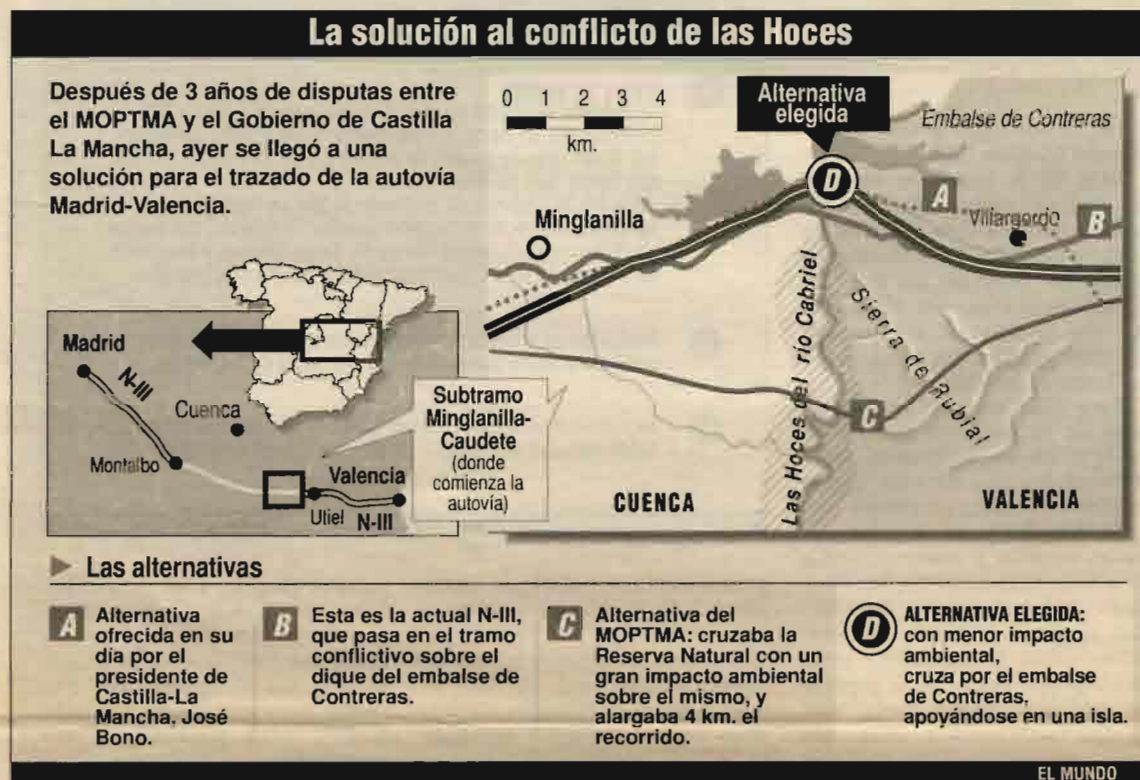 La solución al conflicto de las Hoces
Después de 3 años de disputas entre
el MOPTMA y el Gobierno de Castilla
La Mancha, ayer se llegó a una
solución para el trazado de la autovía
Madrid-Valencia.
0 1 2 3 4
km.
Alternativa
elegida
Embalse de Contreras
D
A
Minglanilla
Villargordo
B
Las Hoces del río Cabriel
Sierra de Rubial
C
CUENCA
VALENCIA
Madrid
N-III
Cuenca
Montalbo
Valencia
Utiel
N-III
Subtramo
Minglanilla-
Caudete
(donde
comienza la
autovía)
Las alternativas
A Alternativa
ofrecida en su
día por el
presidente de
Castilla-La
Mancha, José
Bono.
B Esta es la actual N-III,
que pasa en el tramo
conflictivo sobre el
dique del embalse de
Contreras.
C Alternativa del
MOPTMA: cruzaba la
Reserva Natural con un
gran impacto ambiental
sobre el mismo, y
alargaba 4 km. el
recorrido.
D ALTERNATIVA ELEGIDA:
con menor impacto
ambiental,
cruza por el embalse
de Contreras,
apoyándose en una isla.
EL MUNDO